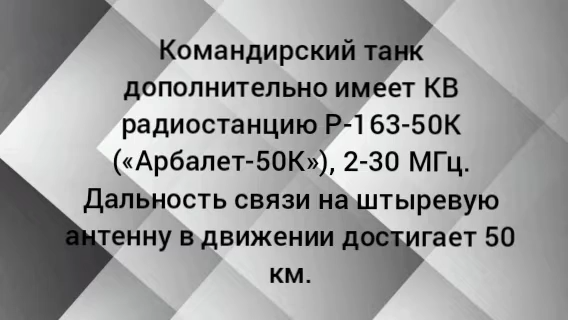 Командирский танк
дополнительно имеет КВ
радиостанцию Р-163-50К
(«Арбалет-50К»), 2-30 МГц.
Дальность связи на штыревую
антенну в движении достигает 50
км.